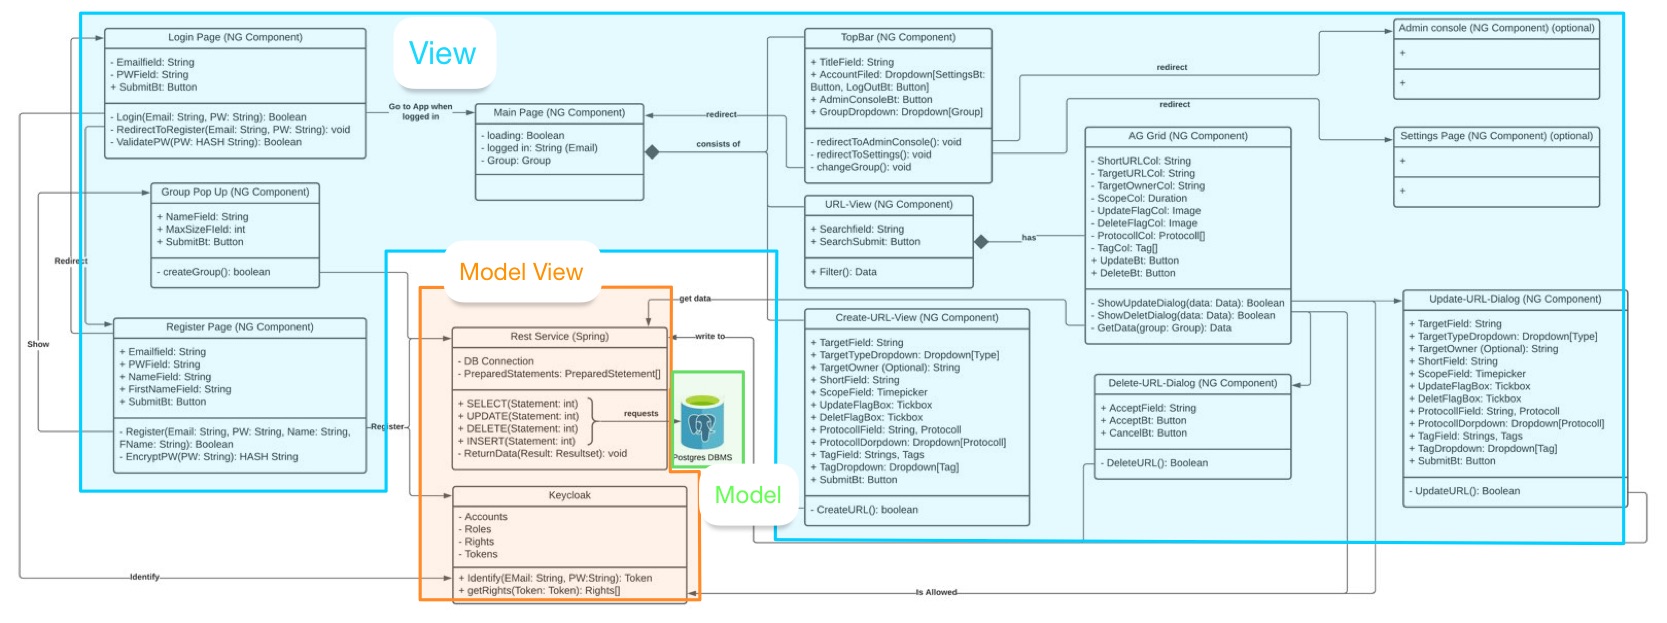 View
Login Page (NG Component)
- Emailfield: String
- PWField: String
+ SubmitBt: Button
- Login(Email: String, PW: String): Boolean
- RedirectToRegister(Email: String, PW: String): void
- ValidatePW(PW: HASH String): Boolean
Go to App when
logged in
Main Page (NG Component)
- loading: Boolean
- logged in: String (Email)
- Group: Group
redirect
consists of
TopBar (NG Component)
+ TitleField: String
+ AccountFiled: Dropdown[SettingsBt:
Button, LogOutBt: Button]
+ AdminConsoleBt: Button
+ GroupDropdown: Dropdown[Group]
- redirectToAdminConsole(): void
- redirectToSettings(): void
- changeGroup(): void
redirect
redirect
Admin console (NG Component) (optional)
+
+
Settings Page (NG Component) (optional)
+
+
AG Grid (NG Component)
- ShortURLCol: String
- TargetURLCol: String
- TargetOwnerCol: String
- ScopeCol: Duration
- UpdateFlagCol: Image
- DeleteFlagCol: Image
- ProtocollCol: Protocoll[]
- TagCol: Tag[]
+ UpdateBt: Button
+ DeleteBt: Button
- ShowUpdateDialog(data: Data): Boolean
- ShowDeletDialog(data: Data): Boolean
- GetData(group: Group): Data
URL-View (NG Component)
+ Searchfield: String
+ SearchSubmit: Button
+ Filter(): Data
has
Group Pop Up (NG Component)
+ NameField: String
+ MaxSizeFIeld: int
+ SubmitBt: Button
- createGroup(): boolean
Redirect
Show
Register Page (NG Component)
+ Emailfield: String
+ PWField: String
+ NameField: String
+ FirstNameField: String
+ SubmitBt: Button
- Register(Email: String, PW: String, Name: String,
FName: String): Boolean
- EncryptPW(PW: String): HASH String
Register
Model View
get data
Rest Service (Spring)
- DB Connection
- PreparedStatements: PreparedStetement[]
+ SELECT(Statement: int)
+ UPDATE(Statement: int)
+ DELETE(Statement: int)
+ INSERT(Statement: int)
- ReturnData(Result: Resultset): void
requests
write to
Postgres DBMS
Model
Keycloak
- Accounts
- Roles
- Rights
- Tokens
+ Identify(EMail: String, PW:String): Token
+ getRights(Token: Token): Rights[]
Identify
Is Allowed
Create-URL-View (NG Component)
+ TargetField: String
+ TargetTypeDropdown: Dropdown[Type]
+ TargetOwner (Optional): String
+ ShortField: String
+ ScopeField: Timepicker
+ UpdateFlagBox: Tickbox
+ DeletFlagBox: Tickbox
+ ProtocollField: String, Protocoll
+ ProtocollDorpdown: Dropdown[Protocoll]
+ TagField: Strings, Tags
+ TagDropdown: Dropdown[Tag]
+ SubmitBt: Button
- CreateURL(): boolean
Delete-URL-Dialog (NG Component)
+ AcceptField: String
+ AcceptBt: Button
+ CancelBt: Button
- DeleteURL(): Boolean
Update-URL-Dialog (NG Component)
+ TargetField: String
+ TargetTypeDropdown: Dropdown[Type]
+ TargetOwner (Optional): String
+ ShortField: String
+ ScopeField: Timepicker
+ UpdateFlagBox: Tickbox
+ DeletFlagBox: Tickbox
+ ProtocollField: String, Protocoll
+ ProtocollDorpdown: Dropdown[Protocoll]
+ TagField: Strings, Tags
+ TagDropdown: Dropdown[Tag]
+ SubmitBt: Button
- UpdateURL(): Boolean